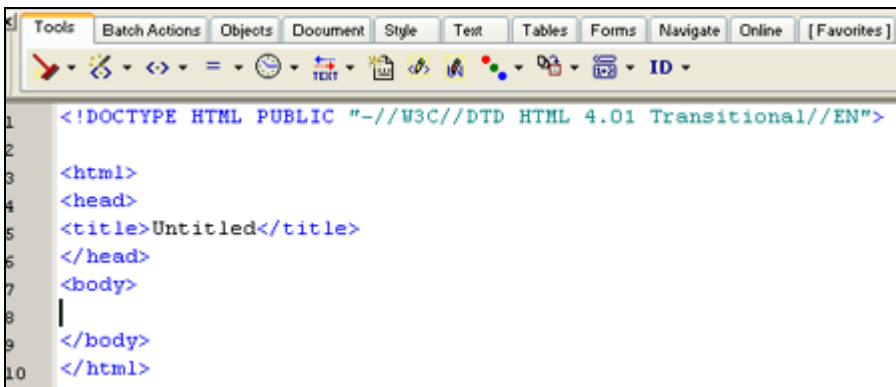 Tools Batch Actions Objects Document Style Text Tables Forms Navigate Online [Favorites]
TEXT ID
1 <!DOCTYPE HTML PUBLIC "-//W3C//DTD HTML 4.01 Transitional//EN">
2
3 <html>
4 <head>
5 <title>Untitled</title>
6 </head>
7 <body>
8
9 </body>
10 </html>